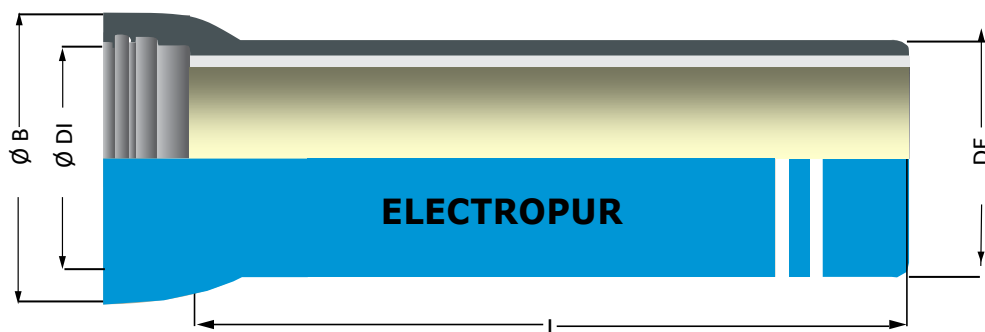 Ø B
Ø DI
ELECTROPUR
DE
L